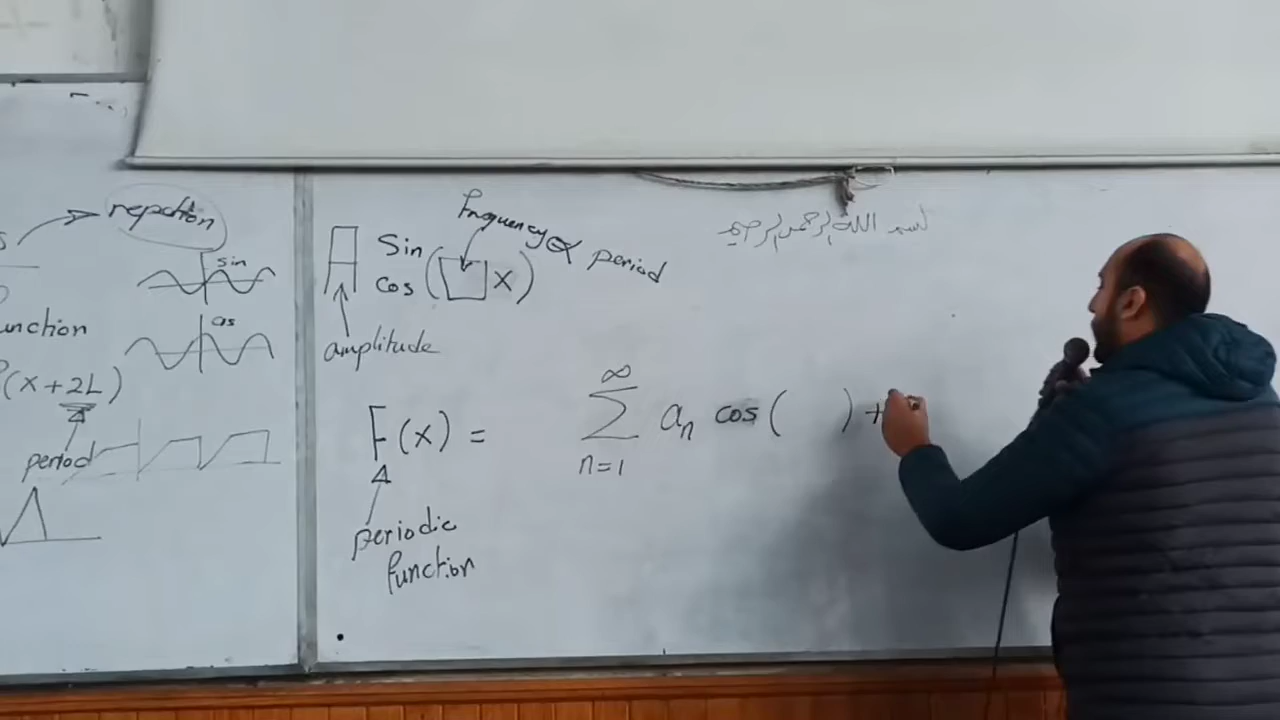 repation
sin
unction
cos
(x+2L)
period
Sin
cos ( x)
frequency ∝ period
amplitude
بسم الله الرحمن الرحيم
F(x) = ∞ ∑ n=1 aₙ cos( ) +
periodic
function